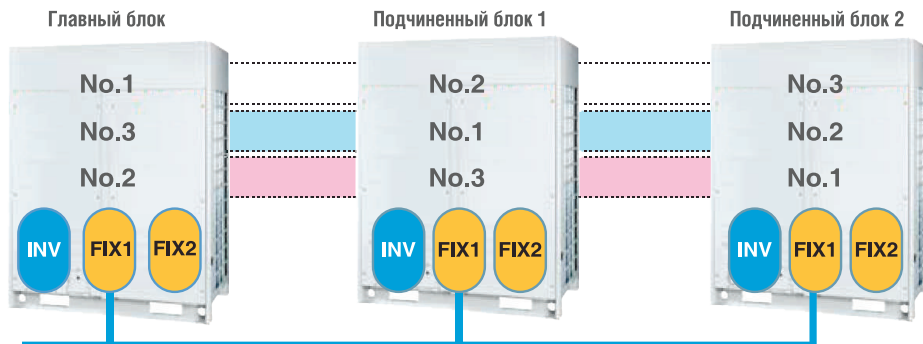 Главный блок Подчиненный блок 1 Подчиненный блок 2
No.1 No.2 No.3
No.3 No.1 No.2
No.2 No.3 No.1
INV FIX1 FIX2 INV FIX1 FIX2 INV FIX1 FIX2